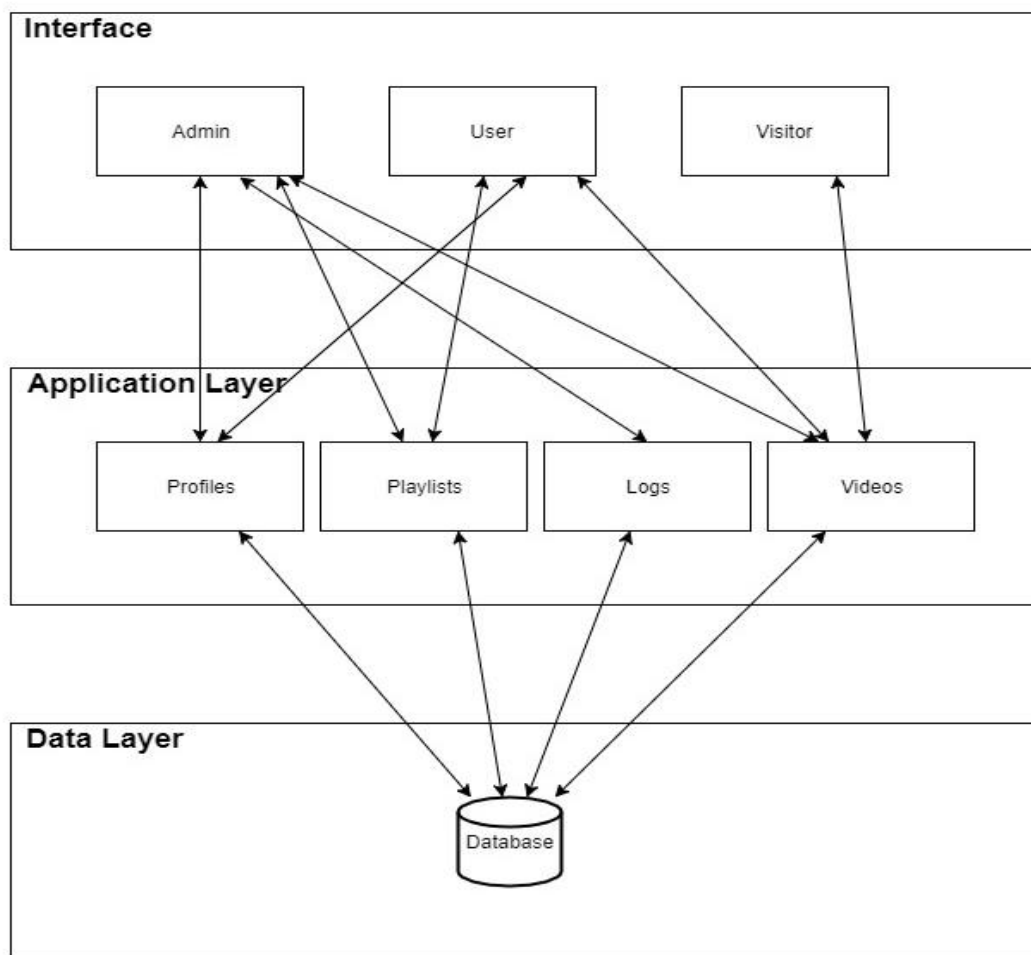 Interface
Admin
User
Visitor
Application Layer
Profiles
Playlists
Logs
Videos
Data Layer
Database